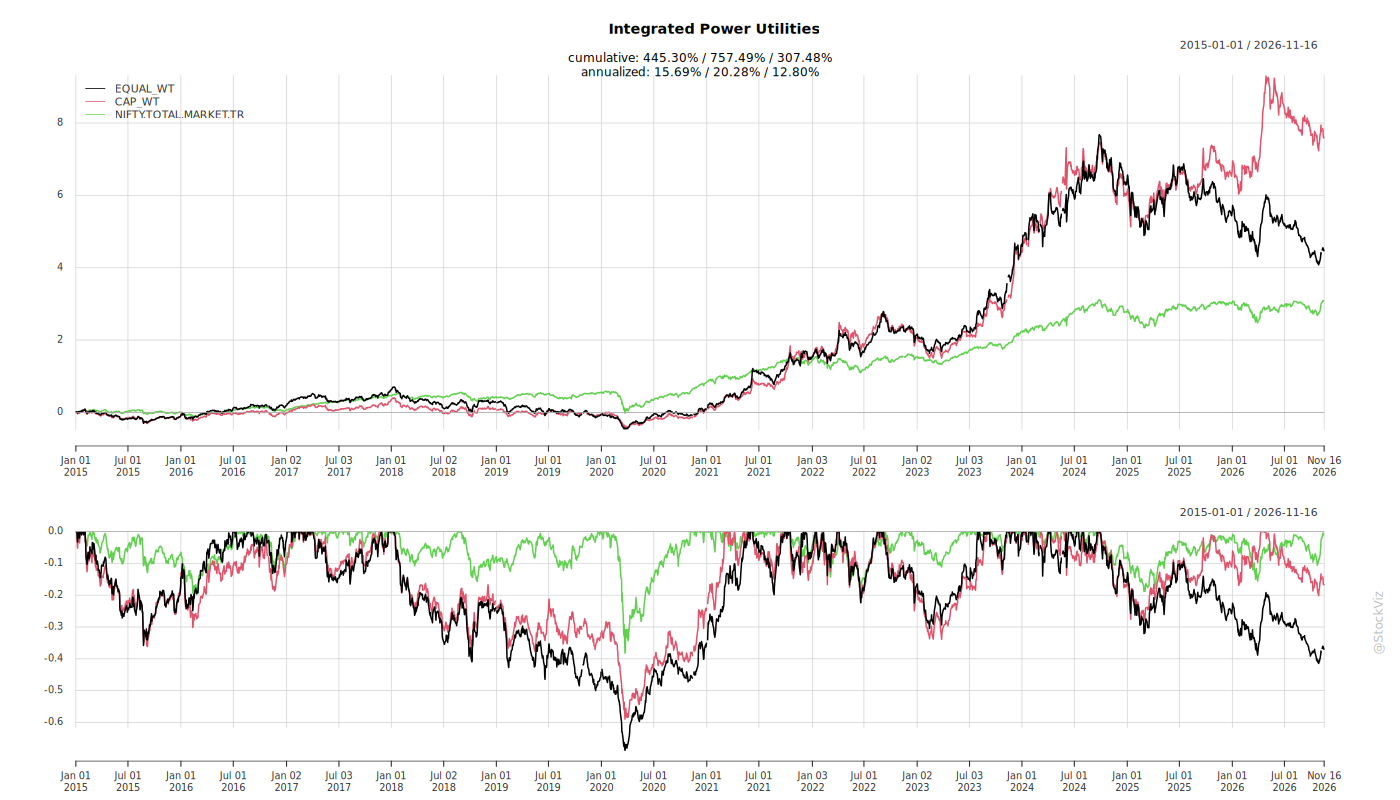 Integrated Power Utilities
2015-01-01 / 2026-11-16
cumulative: 445.30% / 757.49% / 307.48%
annualized: 15.69% / 20.28% / 12.80%
EQUAL_WT
CAP_WT
NIFTY.TOTAL.MARKET.TR
8
6
4
2
0
Jan 01 Jul 01 Jan 01 Jul 01 Jan 02 Jul 03 Jan 01 Jul 02 Jan 01 Jul 01 Jan 01 Jul 01 Jan 01 Jul 01 Jan 03 Jul 01 Jan 02 Jul 03 Jan 01 Jul 01 Jan 01 Jul 01 Jan 01 Jul 01 Nov 16
2015 2015 2016 2016 2017 2017 2018 2018 2019 2019 2020 2020 2021 2021 2022 2022 2023 2023 2024 2024 2025 2025 2026 2026 2026
2015-01-01 / 2026-11-16
0.0
-0.1
-0.2
-0.3
-0.4
-0.5
-0.6
Jan 01 Jul 01 Jan 01 Jul 01 Jan 02 Jul 03 Jan 01 Jul 02 Jan 01 Jul 01 Jan 01 Jul 01 Jan 01 Jul 01 Jan 03 Jul 01 Jan 02 Jul 03 Jan 01 Jul 01 Jan 01 Jul 01 Jan 01 Jul 01 Nov 16
2015 2015 2016 2016 2017 2017 2018 2018 2019 2019 2020 2020 2021 2021 2022 2022 2023 2023 2024 2024 2025 2025 2026 2026 2026
@StockViz